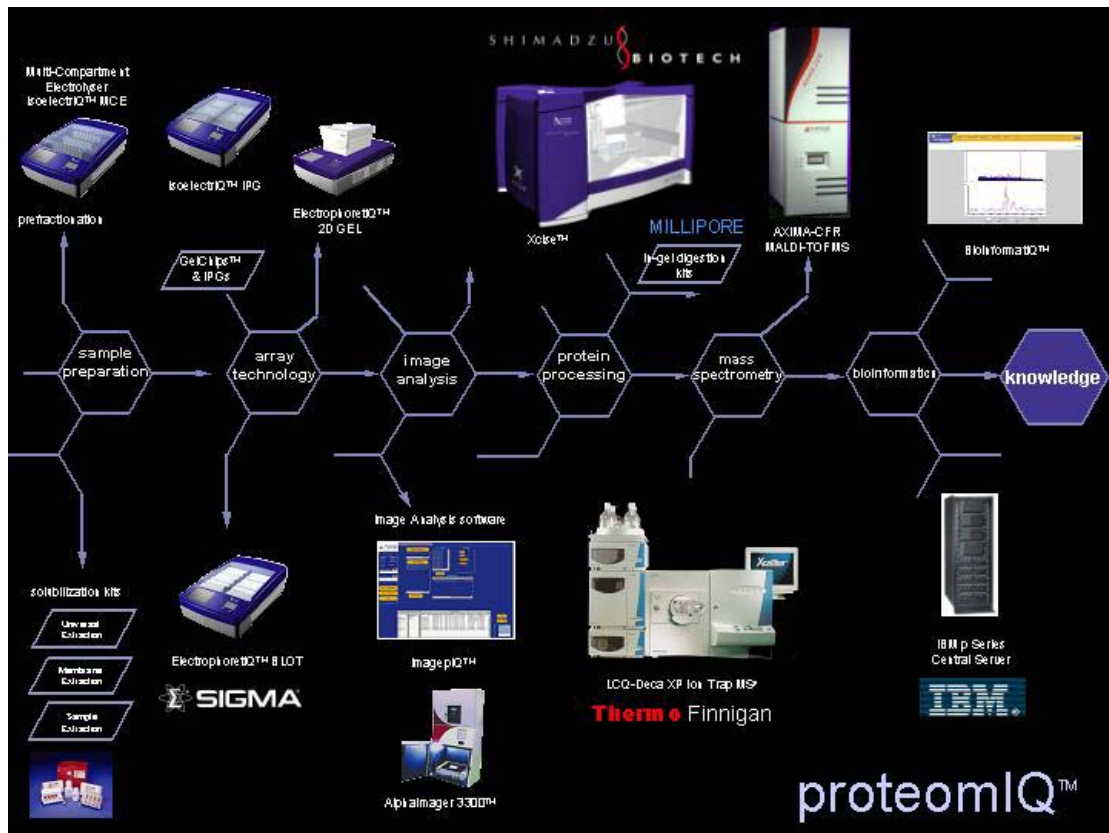 SHIMADZU
BIOTECH
Multi-Compartment
Electrolyser
IsoelectrIQ™ MCE
prefractionation
IsoelectrIQ™ IPG
ElectrophoretIQ™
2D GEL
Xcise™
MILLIPORE
In-gel digestion
kits
AXIMA-CFR
MALDI-TOF MS
BioinformatIQ™
GelChips™
& IPGs
sample
preparation
array
technology
image
analysis
protein
processing
mass
spectrometry
bioinformatics
knowledge
solubilization kits
Universal
Extraction
Membrane
Extraction
Sample
Extraction
ElectrophoretIQ™ BLOT
SIGMA
Image Analysis software
ImagepIQ™
AlphaImager 3300™
Xcalibur
LCQ-Deca XP Ion Trap MSⁿ
Thermo Finnigan
IBM p Series
Central Server
IBM®
proteomIQ™